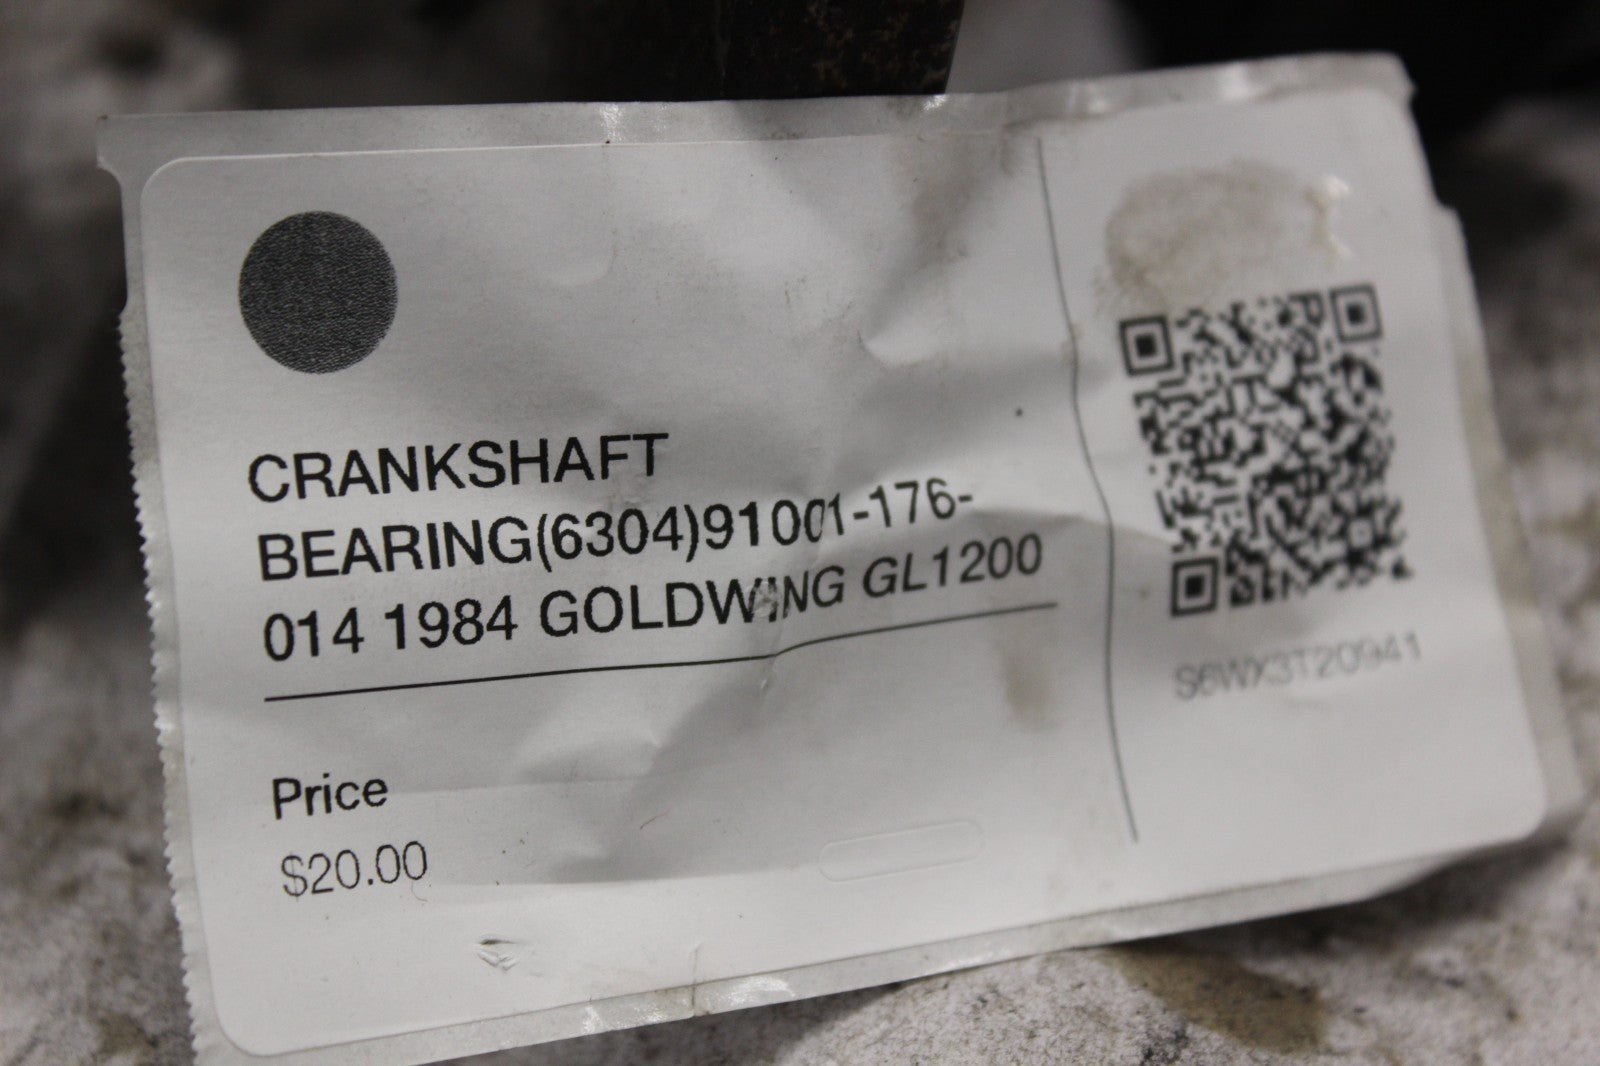 CRANKSHAFT
BEARING(6304)91001-176-
014 1984 GOLDWING GL1200
Price
$20.00
S6WX3T20941